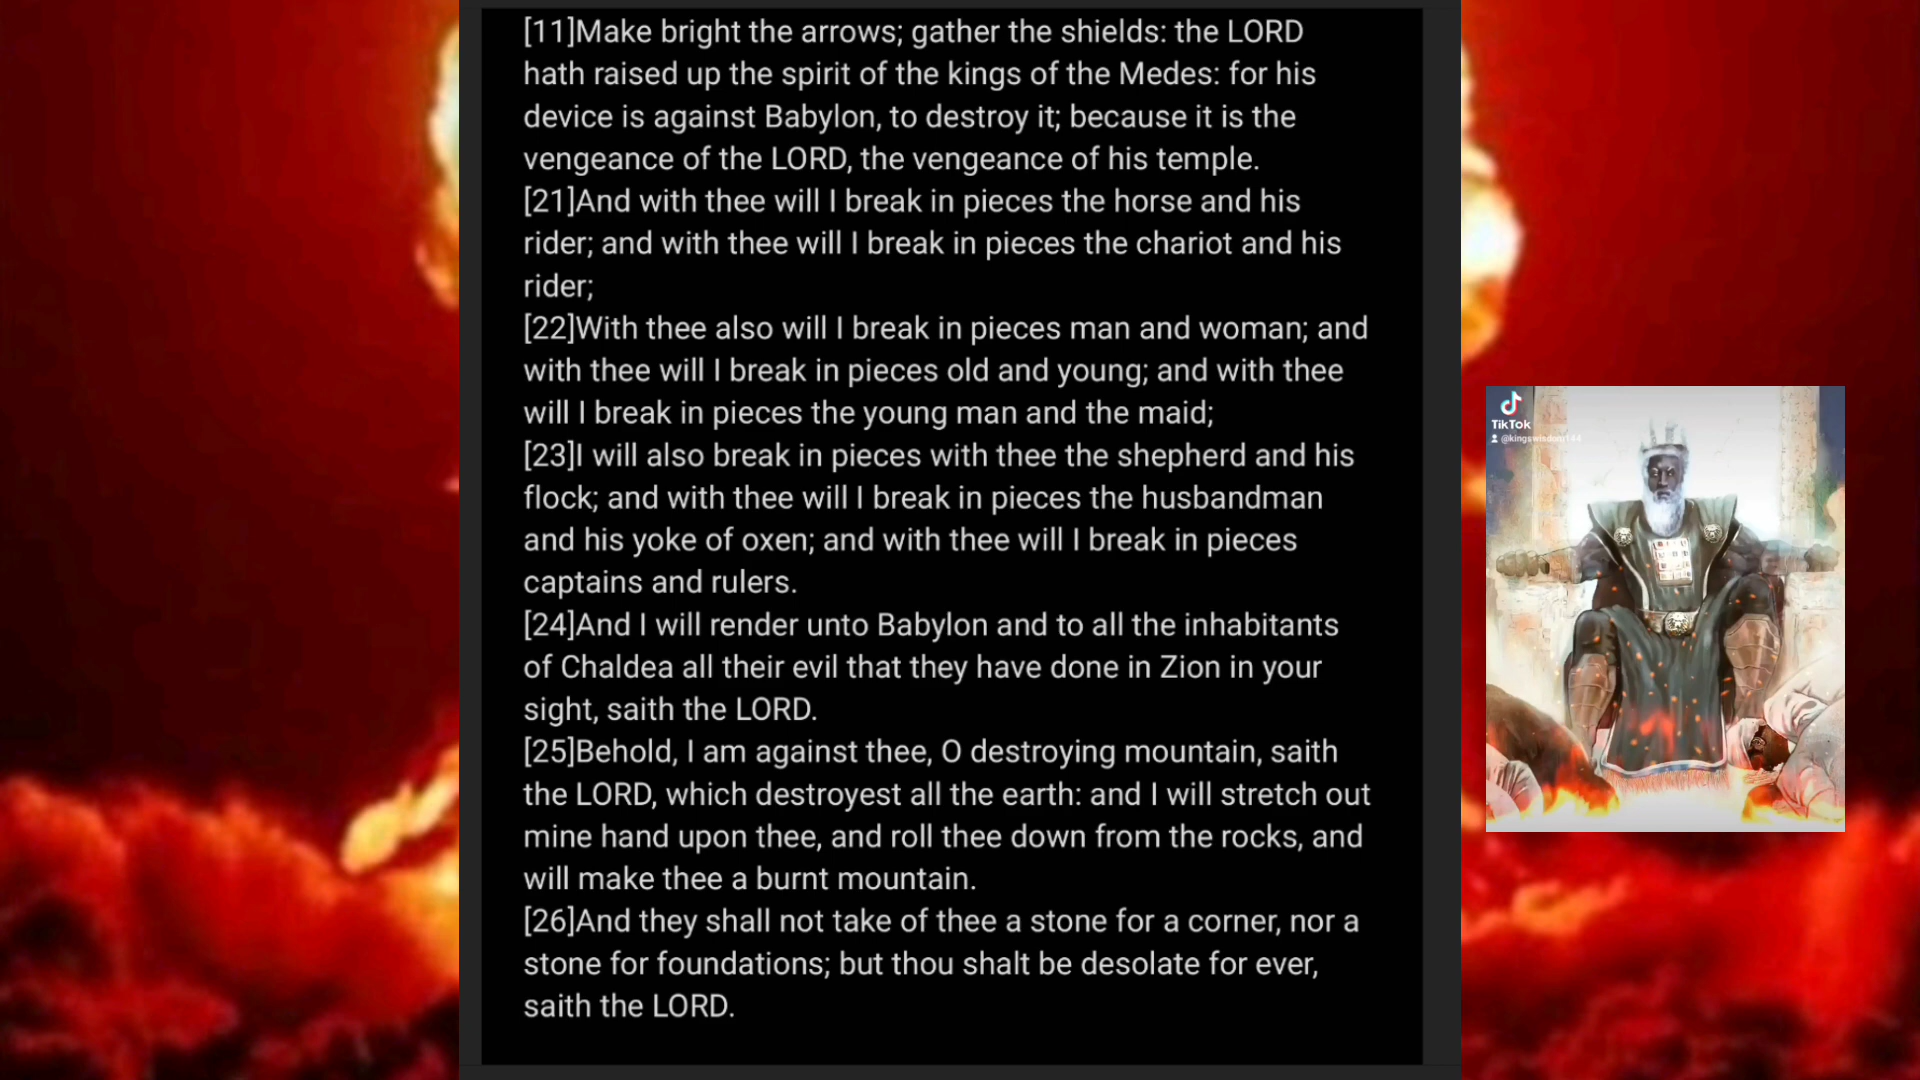 [11]Make bright the arrows; gather the shields: the LORD
hath raised up the spirit of the kings of the Medes: for his
device is against Babylon, to destroy it; because it is the
vengeance of the LORD, the vengeance of his temple.
[21]And with thee will I break in pieces the horse and his
rider; and with thee will I break in pieces the chariot and his
rider;
[22]With thee also will I break in pieces man and woman; and
with thee will I break in pieces old and young; and with thee
will I break in pieces the young man and the maid;
[23]I will also break in pieces with thee the shepherd and his
flock; and with thee will I break in pieces the husbandman
and his yoke of oxen; and with thee will I break in pieces
captains and rulers.
[24]And I will render unto Babylon and to all the inhabitants
of Chaldea all their evil that they have done in Zion in your
sight, saith the LORD.
[25]Behold, I am against thee, O destroying mountain, saith
the LORD, which destroyest all the earth: and I will stretch out
mine hand upon thee, and roll thee down from the rocks, and
will make thee a burnt mountain.
[26]And they shall not take of thee a stone for a corner, nor a
stone for foundations; but thou shalt be desolate for ever,
saith the LORD.
TikTok
@kingswisdom144